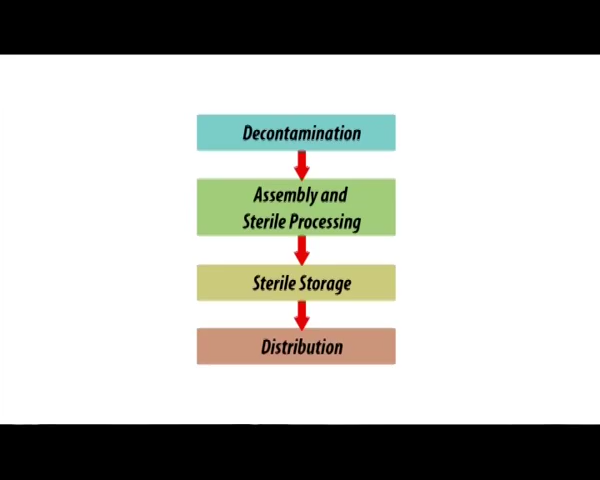 Decontamination
Assembly and
Sterile Processing
Sterile Storage
Distribution